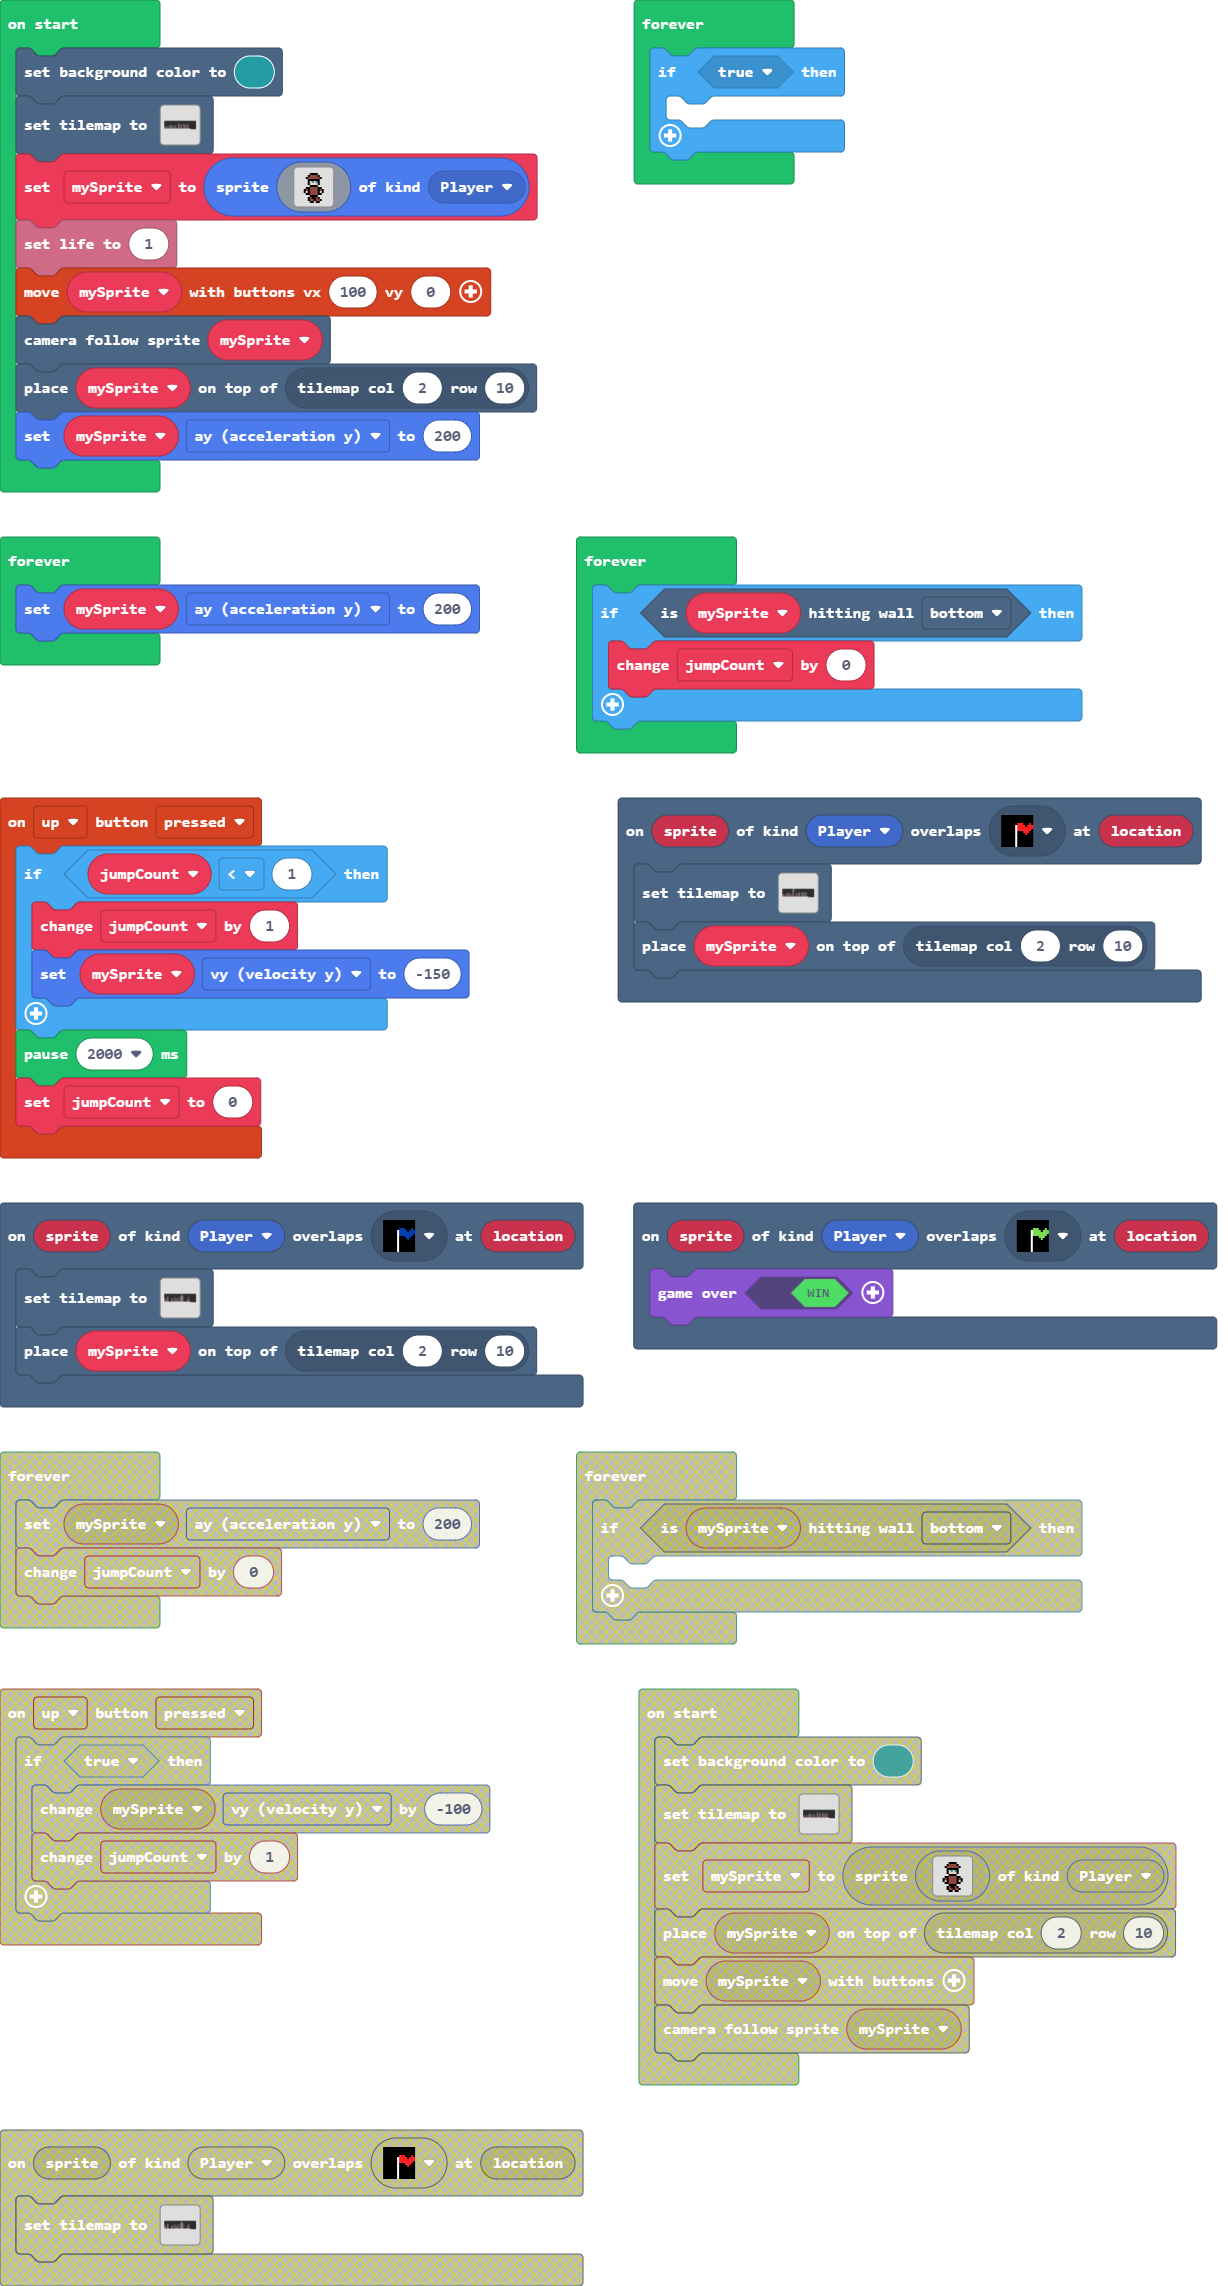 on start
set background color to
set tilemap to
set mySprite to sprite of kind Player
set life to 1
move mySprite with buttons vx 100 vy 0
camera follow sprite mySprite
place mySprite on top of tilemap col 2 row 10
set mySprite ay (acceleration y) to 200
forever
if true then
forever
set mySprite ay (acceleration y) to 200
forever
if is mySprite hitting wall bottom then
change jumpCount by 0
on up button pressed
if jumpCount < 1 then
change jumpCount by 1
set mySprite vy (velocity y) to -150
pause 2000 ms
set jumpCount to 0
on sprite of kind Player overlaps at location
set tilemap to
place mySprite on top of tilemap col 2 row 10
on sprite of kind Player overlaps at location
set tilemap to
place mySprite on top of tilemap col 2 row 10
on sprite of kind Player overlaps at location
game over WIN
forever
set mySprite ay (acceleration y) to 200
change jumpCount by 0
forever
if is mySprite hitting wall bottom then
on up button pressed
if true then
change mySprite vy (velocity y) by -100
change jumpCount by 1
on start
set background color to
set tilemap to
set mySprite to sprite of kind Player
place mySprite on top of tilemap col 2 row 10
move mySprite with buttons
camera follow sprite mySprite
on sprite of kind Player overlaps at location
set tilemap to